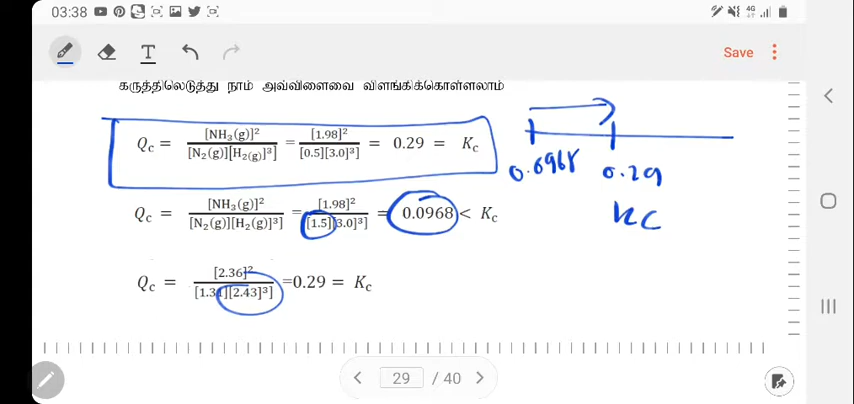 03:38
4G
T
Save
கருத்திலெடுத்து நாம் அவ்விளைவை விளங்கிக்கொள்ளலாம்
Qc = [NH₃(g)]² / [N₂(g)][H₂(g)³] = [1.98]² / [0.5][3.0]³] = 0.29 = Kc
0.0968 0.29
Kc
Qc = [NH₃(g)]² / [N₂(g)][H₂(g)³] = [1.98]² / [1.5][3.0]³] = 0.0968 < Kc
Qc = [2.36]² / [1.31][2.43]³] =0.29 = Kc
29 / 40